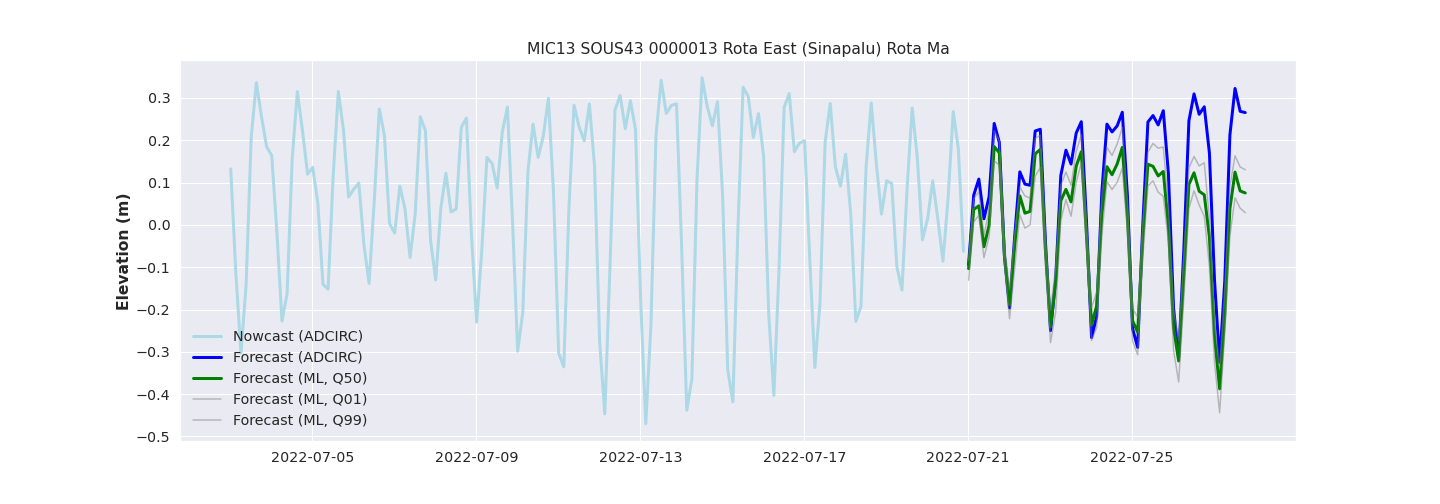 MIC13 SOUS43 0000013 Rota East (Sinapalu) Rota Ma
Elevation (m)
0.3
0.2
0.1
0.0
−0.1
−0.2
−0.3
−0.4
−0.5
Nowcast (ADCIRC)
Forecast (ADCIRC)
Forecast (ML, Q50)
Forecast (ML, Q01)
Forecast (ML, Q99)
2022-07-05 2022-07-09 2022-07-13 2022-07-17 2022-07-21 2022-07-25